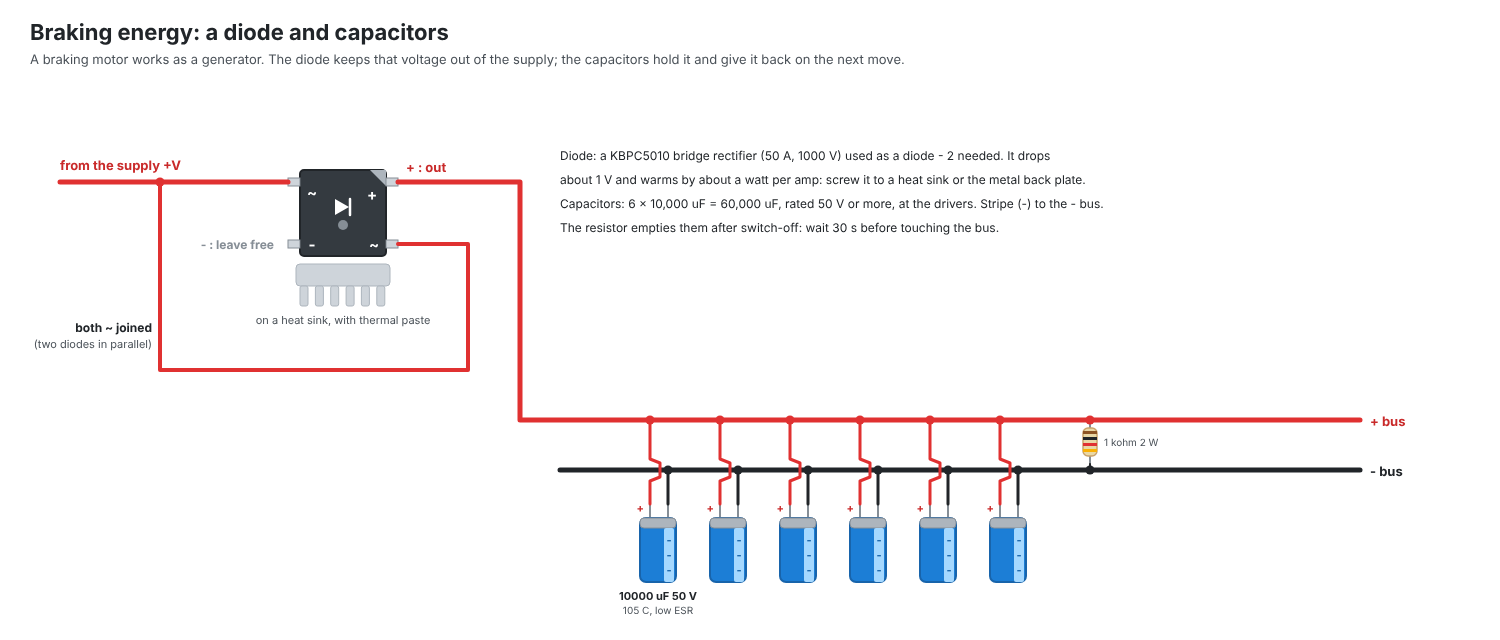 Braking energy: a diode and capacitors
A braking motor works as a generator. The diode keeps that voltage out of the supply; the capacitors hold it and give it back on the next move.
from the supply +V
+ : out
~ +
- : leave free
- ~
on a heat sink, with thermal paste
both ~ joined
(two diodes in parallel)
Diode: a KBPC5010 bridge rectifier (50 A, 1000 V) used as a diode - 2 needed. It drops
about 1 V and warms by about a watt per amp: screw it to a heat sink or the metal back plate.
Capacitors: 6 × 10,000 uF = 60,000 uF, rated 50 V or more, at the drivers. Stripe (-) to the - bus.
The resistor empties them after switch-off: wait 30 s before touching the bus.
+ bus
1 kohm 2 W
- bus
+ + + + + +
- - - - - -
- - - - - -
- - - - - -
10000 uF 50 V
105 C, low ESR